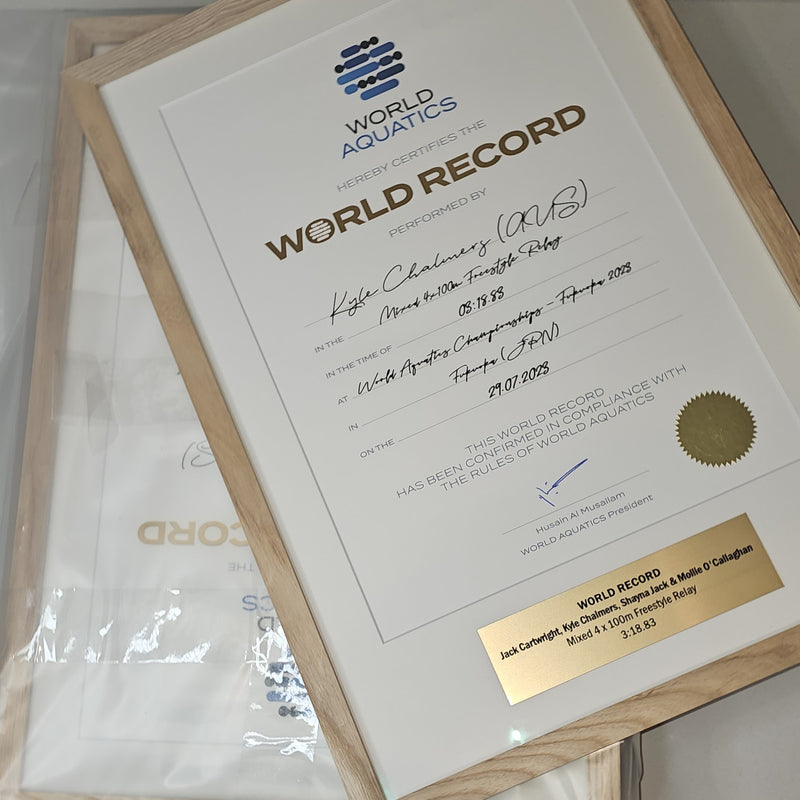 WORLD
AQUATICS
HEREBY CERTIFIES THE
WORLD RECORD
PERFORMED BY
Kyle Chalmers (AUS)
IN THE Mixed 4x100m Freestyle Relay
IN THE TIME OF 03:18.83
AT World Aquatics Championships - Fukuoka 2023
IN Fukuoka (JPN)
ON THE 29.07.2023
THIS WORLD RECORD
HAS BEEN CONFIRMED IN COMPLIANCE WITH
THE RULES OF WORLD AQUATICS
Husain Al Musallam
WORLD AQUATICS President
WORLD RECORD
Jack Cartwright, Kyle Chalmers, Shayna Jack & Mollie O'Callaghan
Mixed 4 x 100m Freestyle Relay
3:18.83
(S
CORD
THE
ICS
D